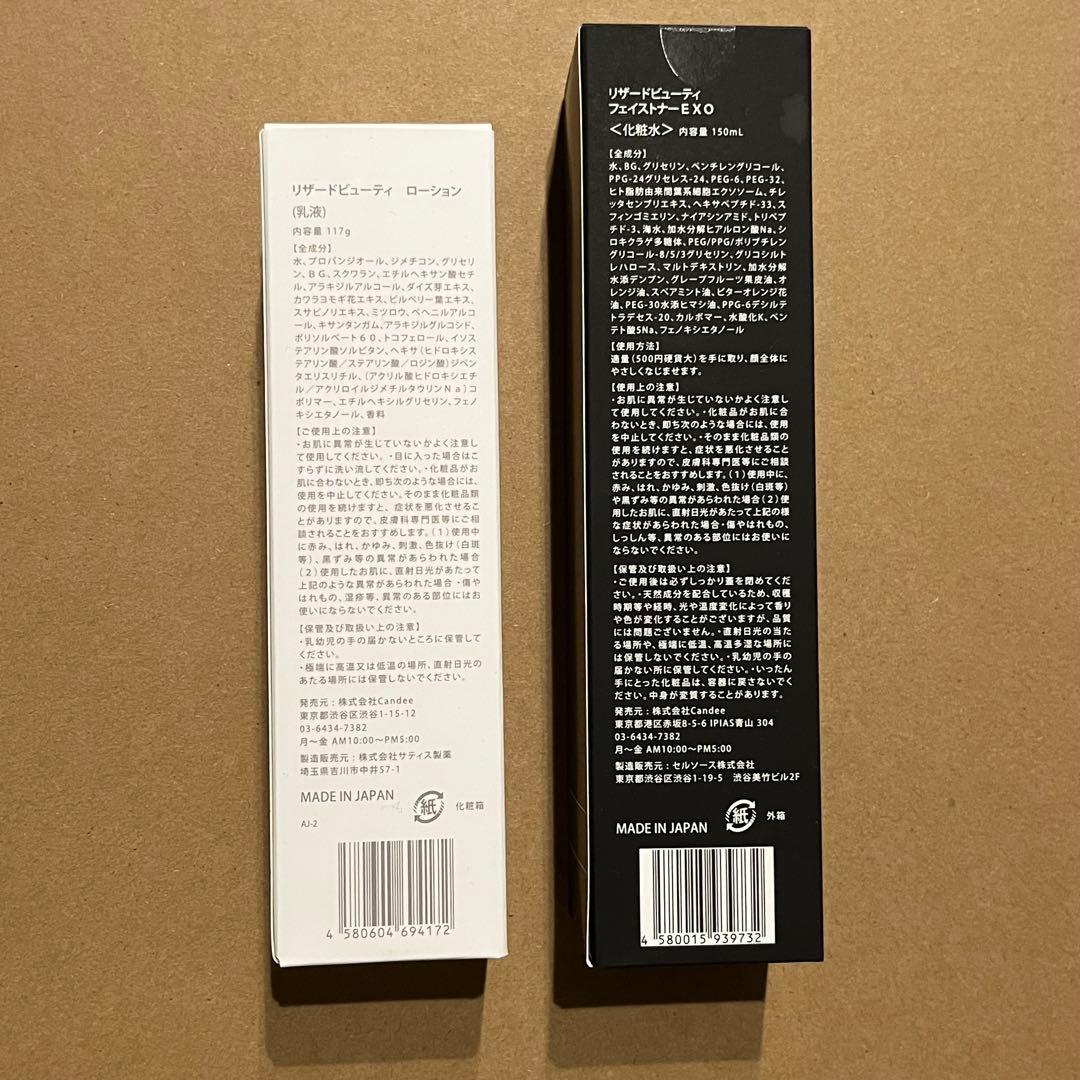 リザードビューティ　ローション
(乳液)
内容量 117g
【全成分】
水、プロパンジオール、ジメチコン、グリセリ
ン、ＢＧ、スクワラン、エチルヘキサン酸セチ
ル、アラキジルアルコール、ダイズ芽エキス、
カワラヨモギ花エキス、ビルベリー葉エキス、
スサビノリエキス、ミツロウ、ベヘニルアルコ
ール、キサンタンガム、アラキジルグルコシド、
ポリソルベート６０、トコフェロール、イソス
テアリン酸ソルビタン、ヘキサ（ヒドロキシス
テアリン酸／ステアリン酸／ロジン酸）ジペン
タエリスリチル、（アクリル酸ヒドロキシエチ
ル／アクリロイルジメチルタウリンＮａ）コ
ポリマー、エチルヘキシルグリセリン、フェノ
キシエタノール、香料
【ご使用上の注意】
・お肌に異常が生じていないかよく注意し
て使用してください。・目に入った場合はこ
すらずに洗い流してください。・化粧品がお
肌に合わないとき、即ち次のような場合には、
使用を中止してください。そのまま化粧品類
の使用を続けますと、症状を悪化させるこ
とがありますので、皮膚科専門医等にご相
談されることをおすすめします。（1）使用中
に赤み、はれ、かゆみ、刺激、色抜け（白斑
等）、黒ずみ等の異常があらわれた場合
（2）使用したお肌に、直射日光があたって
上記のような異常があらわれた場合 ・傷や
はれもの、湿疹等、異常のある部位にはお
使いにならないでください。
【保管及び取扱い上の注意】
・乳幼児の手の届かないところに保管して
ください。
・極端に高温又は低温の場所、直射日光の
あたる場所には保管しないでください。
発売元：株式会社Candee
東京都渋谷区渋谷1-15-12
03-6434-7382
月～金 AM10:00～PM5:00
製造販売元：株式会社サティス製薬
埼玉県吉川市中井57-1
MADE IN JAPAN 紙 化粧箱
AJ-2
4 580604 694172
リザードビューティ
フェイストナーＥＸＯ
＜化粧水＞ 内容量 150mL
【全成分】
水、BG、グリセリン、ペンチレングリコール、
PPG-24グリセレス-24、PEG-6、PEG-32、
ヒト脂肪由来間葉系細胞エクソソーム、チレ
ッタセンプリエキス、ヘキサペプチド-33、ス
フィンゴミエリン、ナイアシンアミド、トリペプ
チド-3、海水、加水分解ヒアルロン酸Na、シ
ロキクラゲ多糖体、PEG/PPG/ポリブチレン
グリコール-8/5/3グリセリン、グリコシルト
レハロース、マルトデキストリン、加水分解
水添デンプン、グレープフルーツ果皮油、オ
レンジ油、スペアミント油、ビターオレンジ花
油、PEG-30水添ヒマシ油、PPG-6デシルテ
トラデセス-20、カルボマー、水酸化K、ペン
テト酸5Na、フェノキシエタノール
【使用方法】
適量（500円硬貨大）を手に取り、顔全体に
やさしくなじませます。
【使用上の注意】
・お肌に異常が生じていないかよく注意し
て使用してください。・化粧品がお肌に合
わないとき、即ち次のような場合には、使用
を中止してください。・そのまま化粧品類の
使用を続けますと、症状を悪化させること
がありますので、皮膚科専門医等に相談
されることをおすすめします。（1）使用中に、
赤み、はれ、かゆみ、刺激、色抜け（白斑等）
や黒ずみ等の異常があらわれた場合（2）使
用したお肌に、直射日光があたって上記の様
な症状があらわれた場合・傷やはれもの、
しっしん等、異常のある部位にはお使いに
ならないでください。
【保管及び取扱い上の注意】
・ご使用後は必ずしっかり蓋を閉めてくだ
さい。・天然成分を配合しているため、収穫
時期等や経時、光や温度変化によって香り
や色が変化することがございますが、品質
には問題ございません。・直射日光の当た
る場所や、極端に低温、高温多湿な場所に
は保管しないでください。・乳幼児の手の
届かない所に保管してください。・いったん
手にとった化粧品は、容器に戻さないでくだ
さい。中身が変質することがあります。
発売元：株式会社Candee
東京都港区赤坂8-5-6 IPIAS青山 304
03-6434-7382
月～金 AM10:00～PM5:00
製造販売元：セルソース株式会社
東京都渋谷区渋谷1-19-5　渋谷美竹ビル2F
MADE IN JAPAN 紙 外箱
4 580015 939732